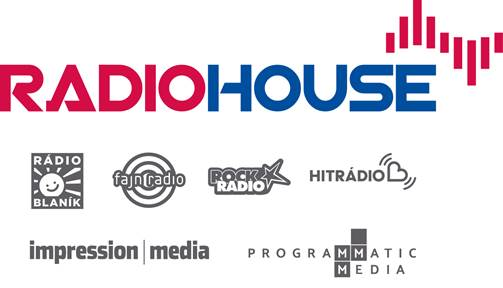 RADIOHOUSE
RÁDIO
BLANÍK
fajn radio
ROCK
RADIO
HITRÁDIO
impression media
PROGRAMMATIC
MEDIA